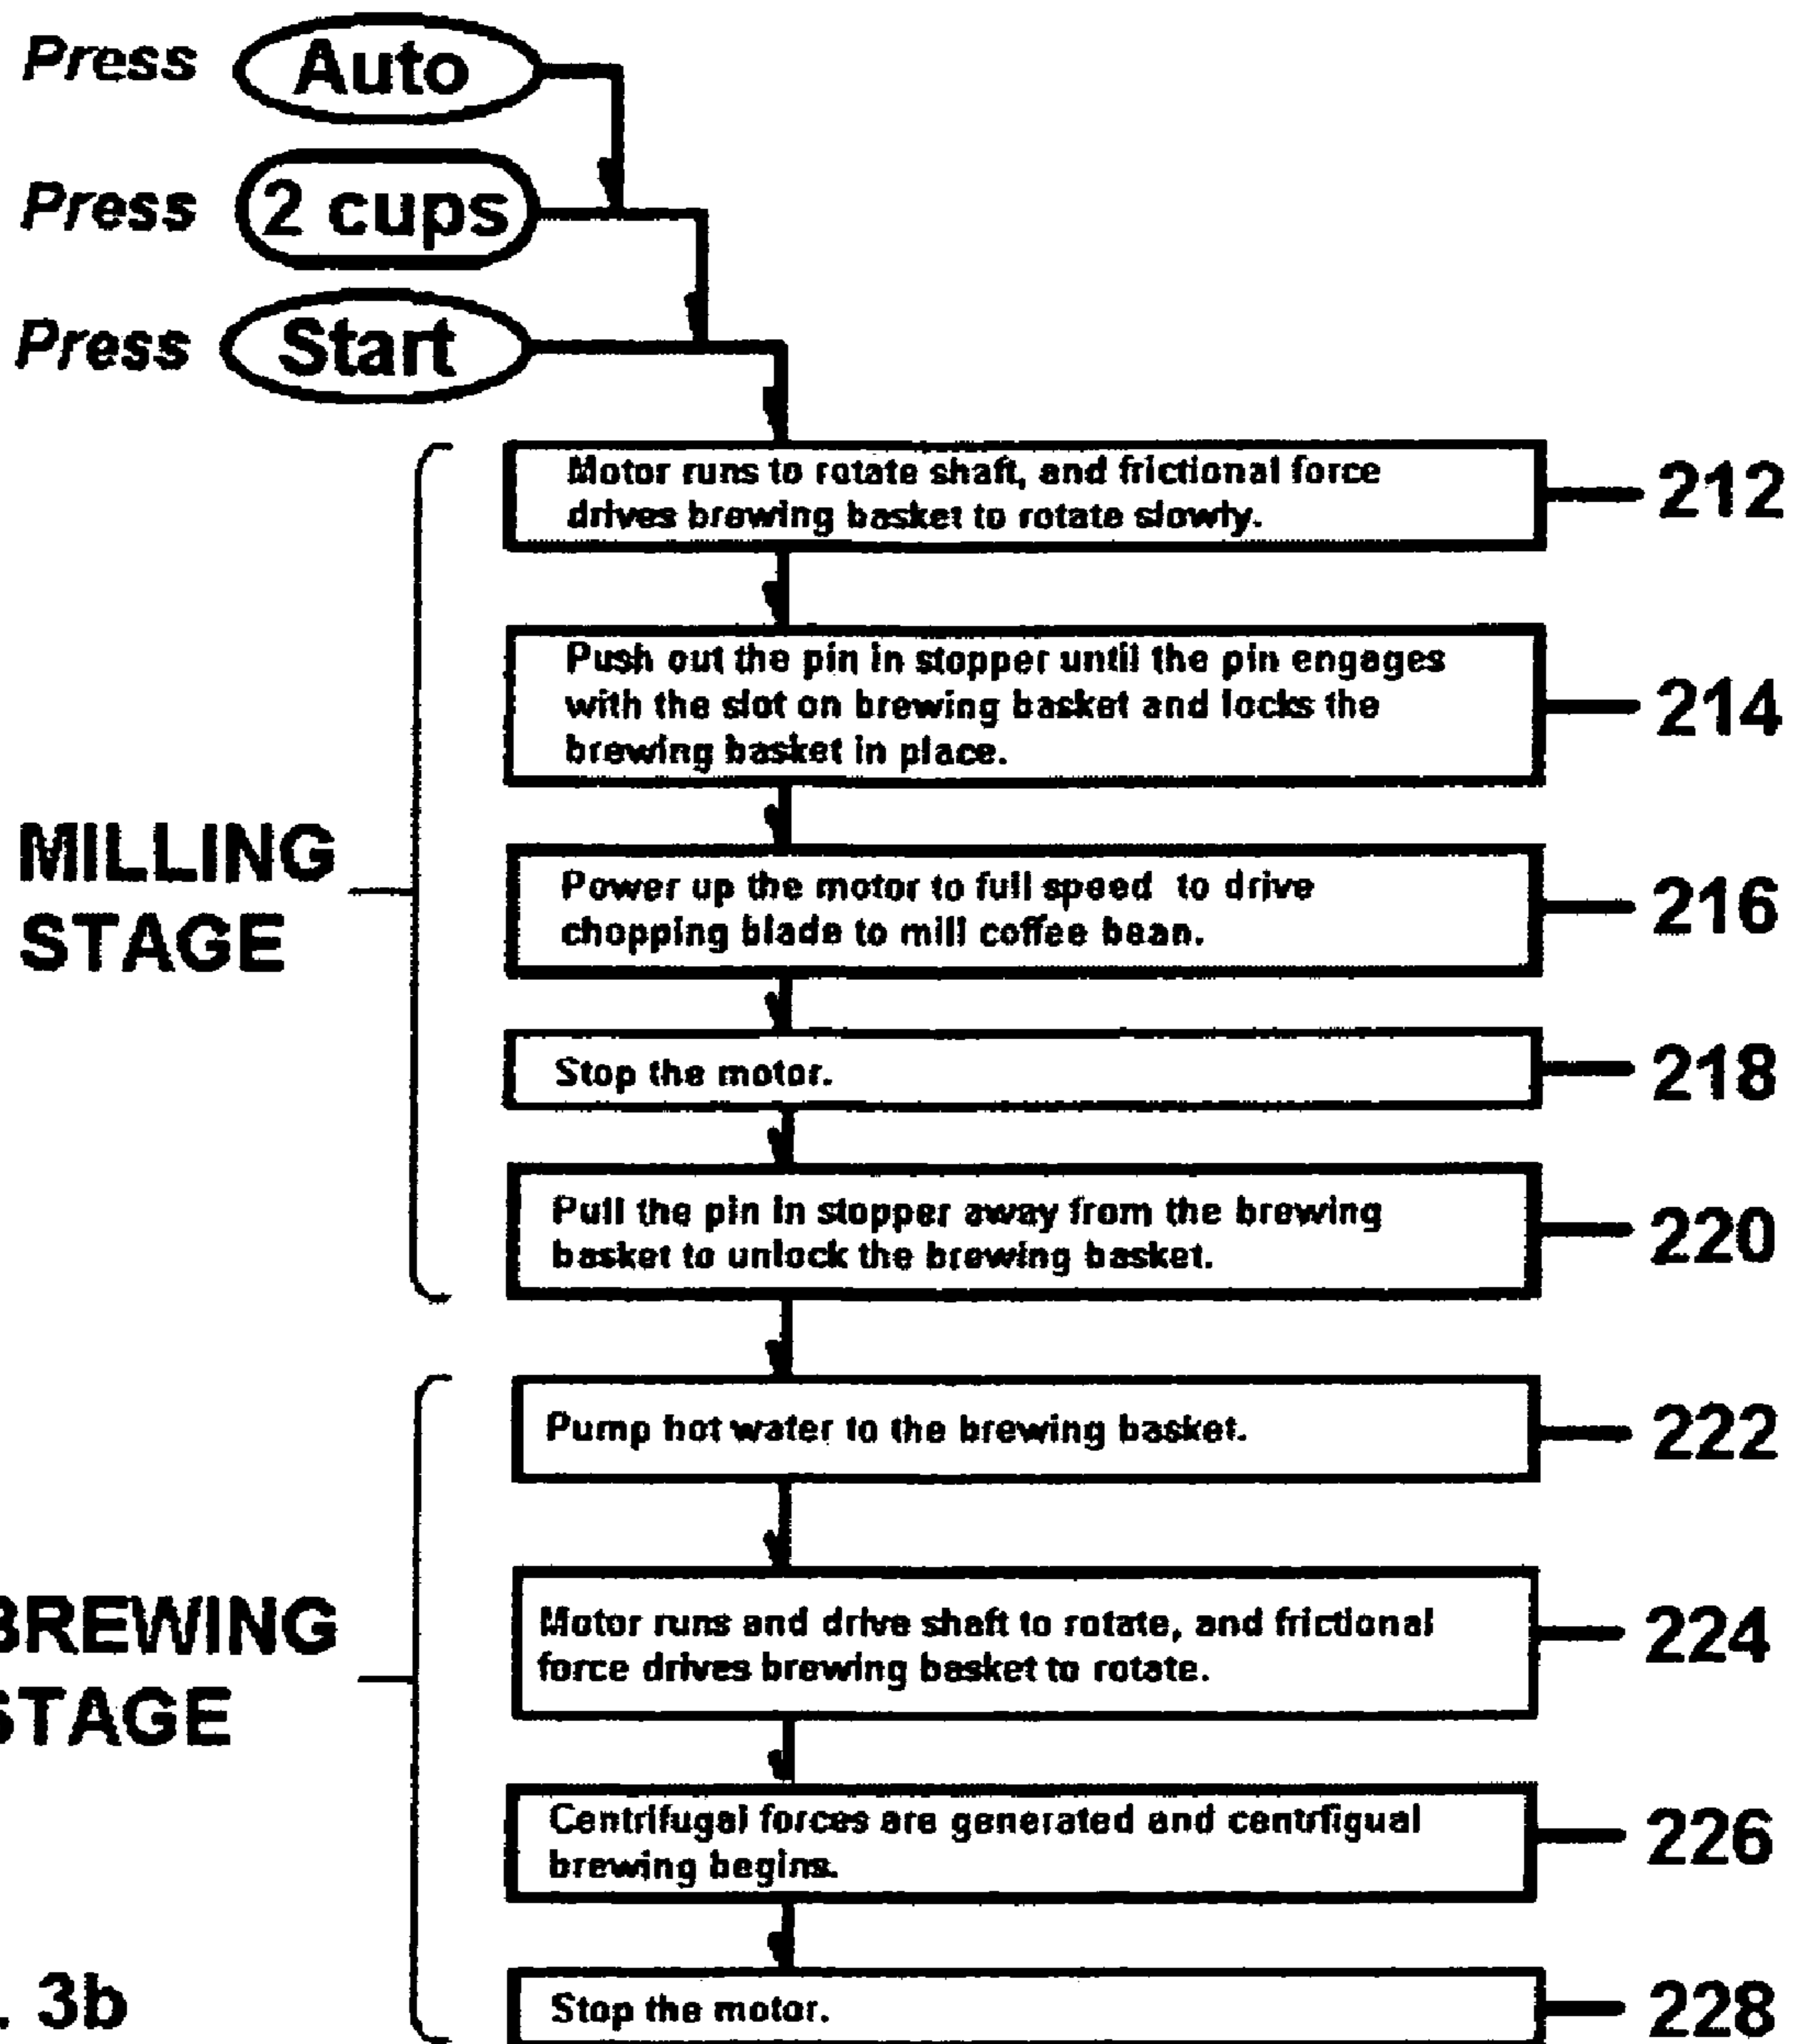 Press Auto
Press 2 cups
Press Start
Motor runs to rotate shaft, and frictional force
drives brewing basket to rotate slowly.
212
Push out the pin in stopper until the pin engages
with the slot on brewing basket and locks the
brewing basket in place.
214
MILLING
STAGE
Power up the motor to full speed to drive
chopping blade to mill coffee bean.
216
Stop the motor.
218
Pull the pin in stopper away from the brewing
basket to unlock the brewing basket.
220
Pump hot water to the brewing basket.
222
BREWING
STAGE
Motor runs and drive shaft to rotate, and frictional
force drives brewing basket to rotate.
224
Centrifugal forces are generated and centrfigual
brewing begins.
226
Stop the motor.
228
. 3b